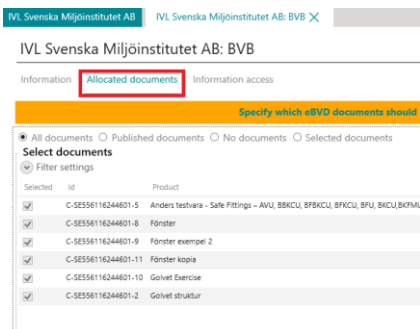 IVL Svenska Miljöinstitutet AB
IVL Svenska Miljöinstitutet AB: BVB
IVL Svenska Miljöinstitutet AB: BVB
Information Allocated documents Information access
Specify which eBVD documents should
All documents Published documents No documents Selected documents
Select documents
Filter settings
Selected Id Product
C-SE556116244601-5 Anders testvara - Safe Fittings – AVU, BBKCU, BFBKCU, BFKCU, BFU, BKCU,BKFMU
C-SE556116244601-8 Fönster
C-SE556116244601-9 Fönster exempel 2
C-SE556116244601-11 Fönster kopia
C-SE556116244601-10 Golvet Exercise
C-SE556116244601-2 Golvet struktur